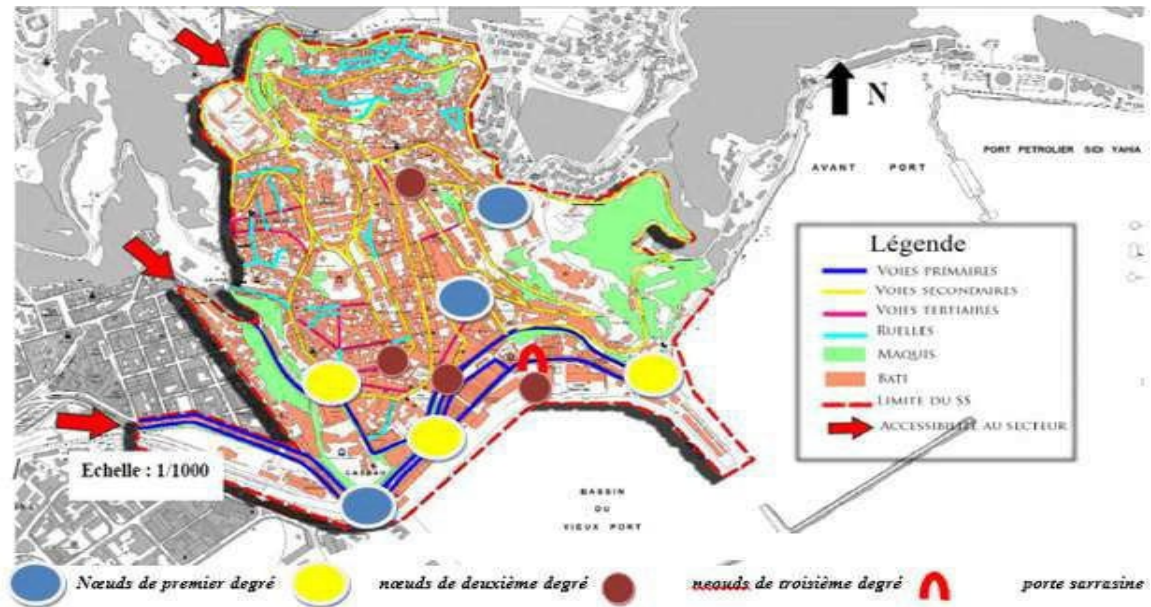 N
PORT PETROLIER SIDI YAHIA
AVANT PORT
Légende
VOIES PRIMAIRES
VOIES SECONDAIRES
VOIES TERTIAIRES
RUELLES
MAQUIS
BATI
LIMITE DU SS
ACCESSIBILITE AU SECTEUR
Echelle : 1/1000
CASBAH
BASSIN
DU
VIEUX PORT
Nœuds de premier degré
nœuds de deuxième degré
neouds de troisième degré
porte sarrasine